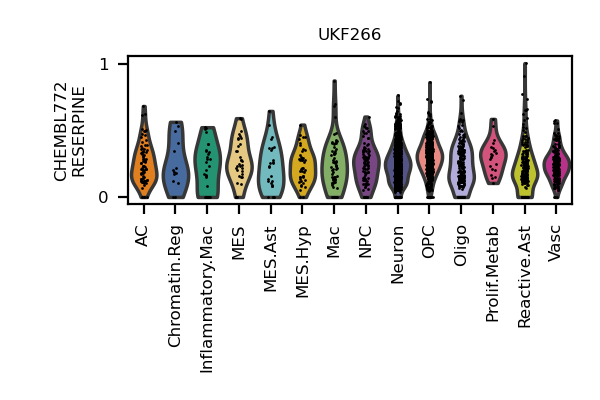 UKF266
CHEMBL772
RESERPINE
1
0
AC
Chromatin.Reg
Inflammatory.Mac
MES
MES.Ast
MES.Hyp
Mac
NPC
Neuron
OPC
Oligo
Prolif.Metab
Reactive.Ast
Vasc